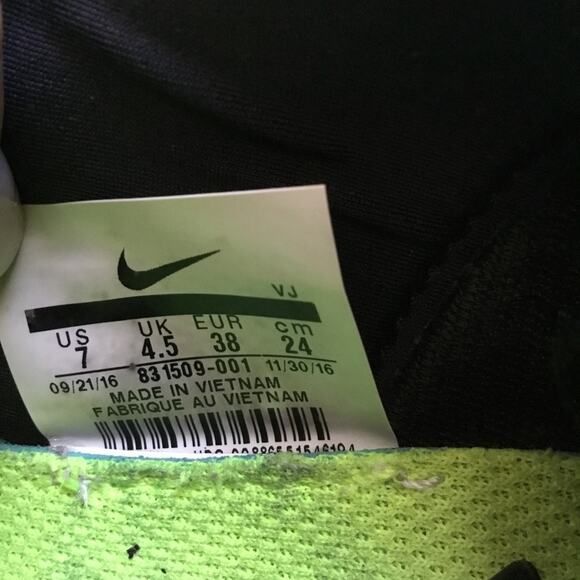 VJ
US UK EUR cm
7 4.5 38 24
09/21/16 831509-001 11/30/16
MADE IN VIETNAM
FABRIQUE AU VIETNAM